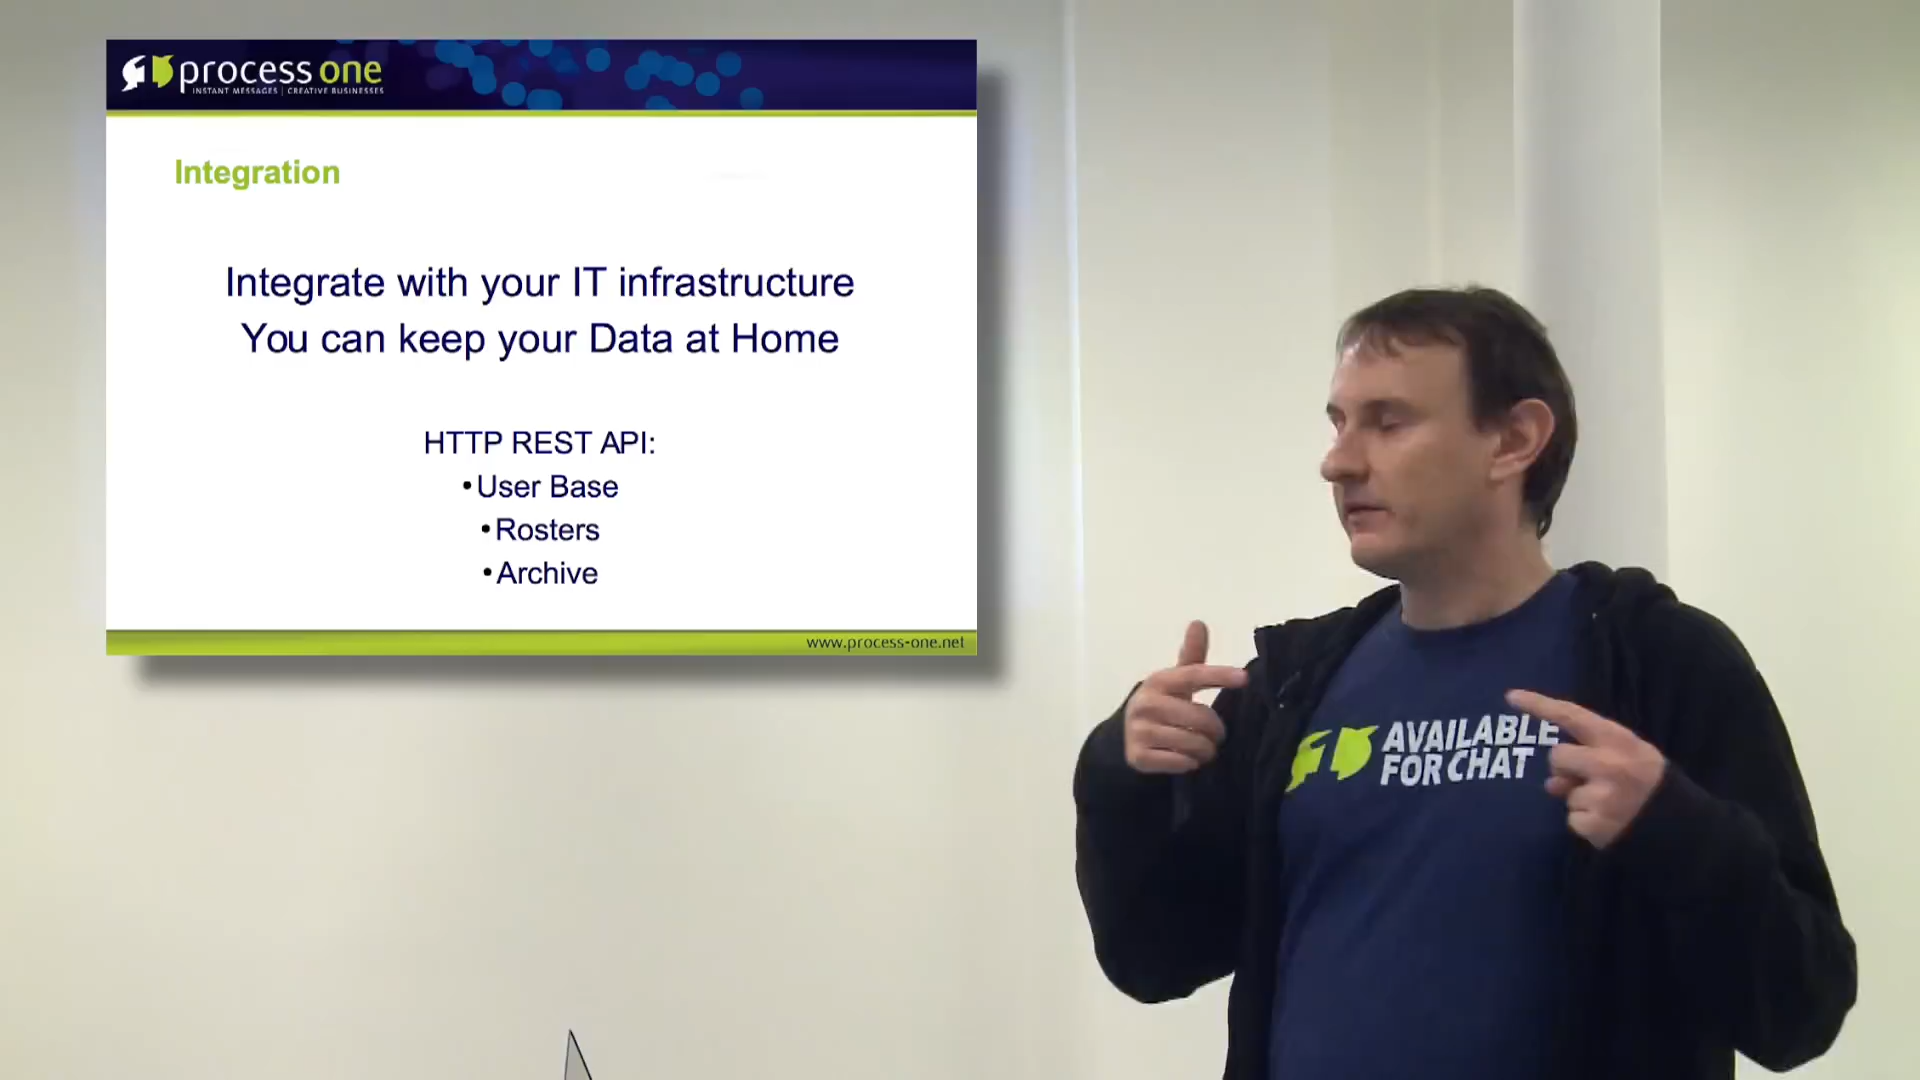 process one
INSTANT MESSAGES | CREATIVE BUSINESSES
Integration
Integrate with your IT infrastructure
You can keep your Data at Home
HTTP REST API:
•User Base
•Rosters
•Archive
www.process-one.net
AVAILABLE
FOR CHAT